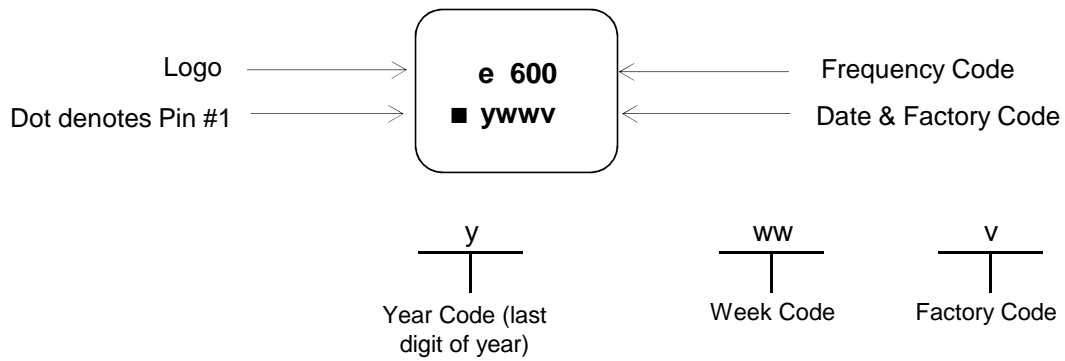 Logo
e 600
Frequency Code
Dot denotes Pin #1
■ ywwv
Date & Factory Code
y
ww
v
Year Code (last
digit of year)
Week Code
Factory Code